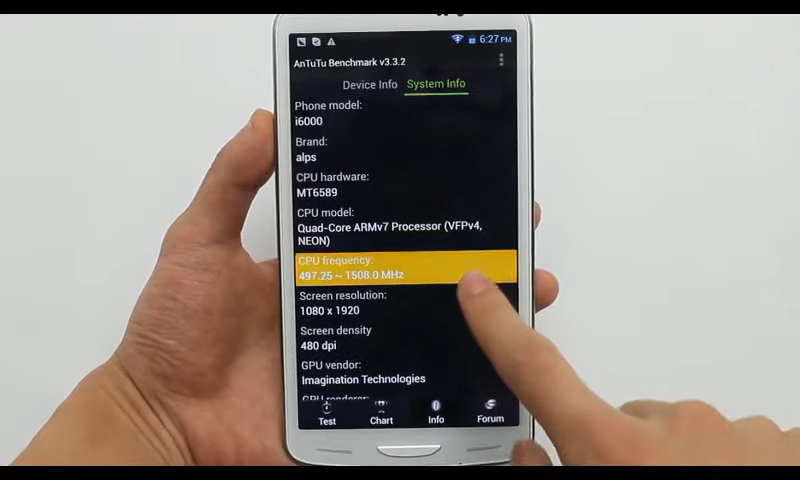 6:27 PM
AnTuTu Benchmark v3.3.2
Device Info System Info
Phone model:
i6000
Brand:
alps
CPU hardware:
MT6589
CPU model:
Quad-Core ARMv7 Processor (VFPv4,
NEON)
CPU frequency:
497.25 ~ 1508.0 MHz
Screen resolution:
1080 x 1920
Screen density
480 dpi
GPU vendor:
Imagination Technologies
GPU renderer:
Test Chart Info Forum